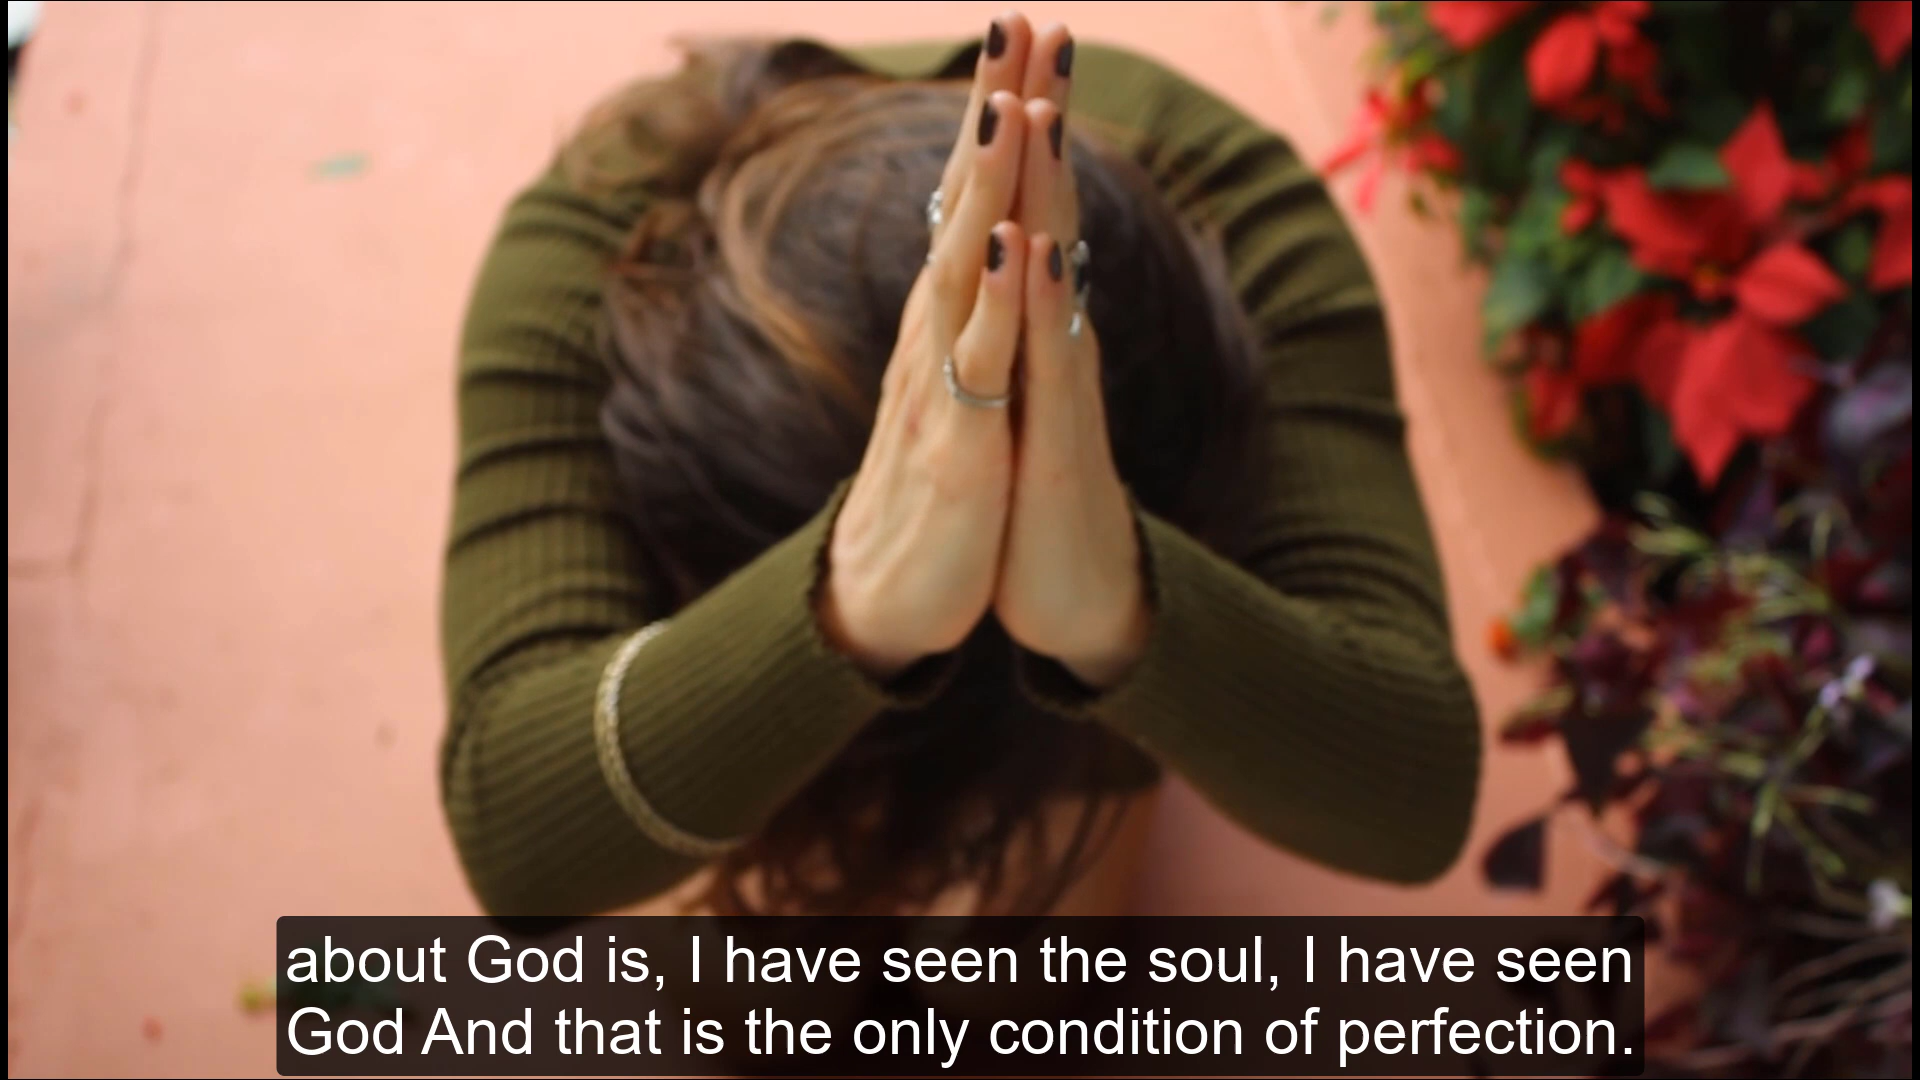 about God is, I have seen the soul, I have seen
God And that is the only condition of perfection.